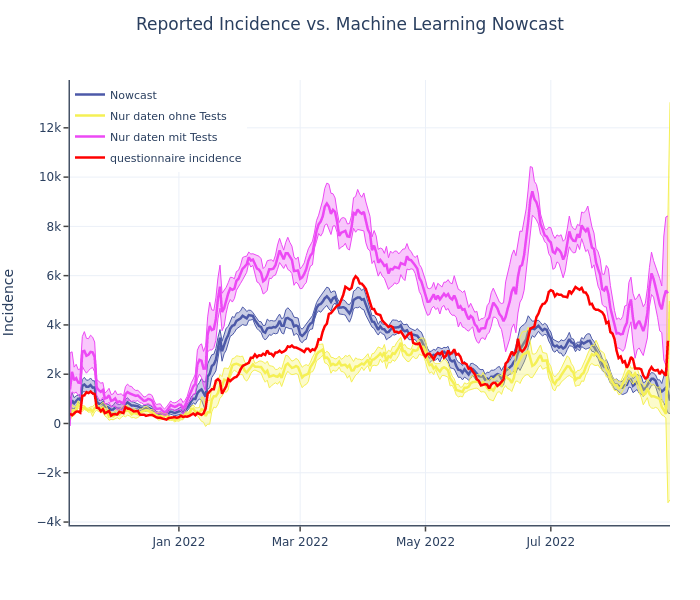 Reported Incidence vs. Machine Learning Nowcast
Nowcast
Nur daten ohne Tests
Nur daten mit Tests
questionnaire incidence
12k
10k
8k
6k
4k
2k
0
−2k
−4k
Incidence
Jan 2022
Mar 2022
May 2022
Jul 2022